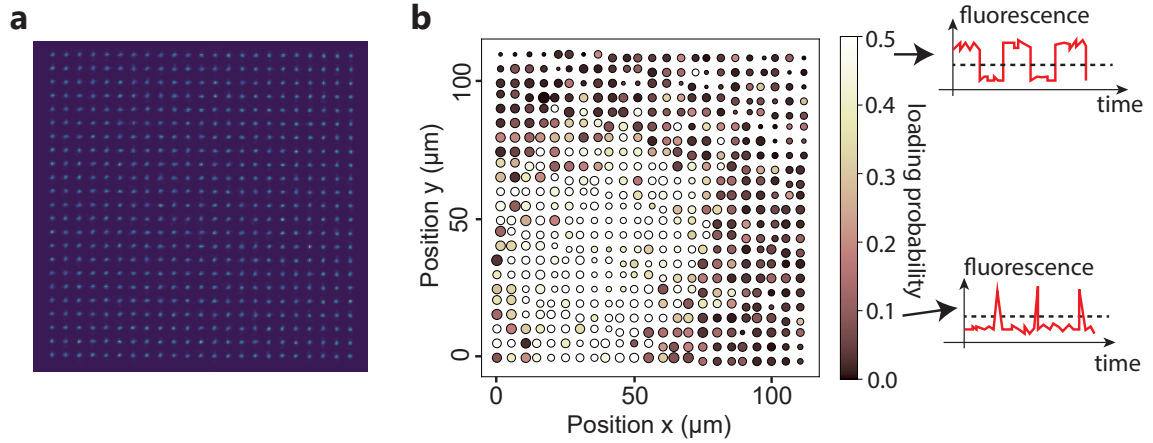 a
b
Position y (µm)
100
50
0
0
50
100
Position x (µm)
0.5
0.4
0.3
0.2
0.1
0.0
loading probability
fluorescence
time
fluorescence
time